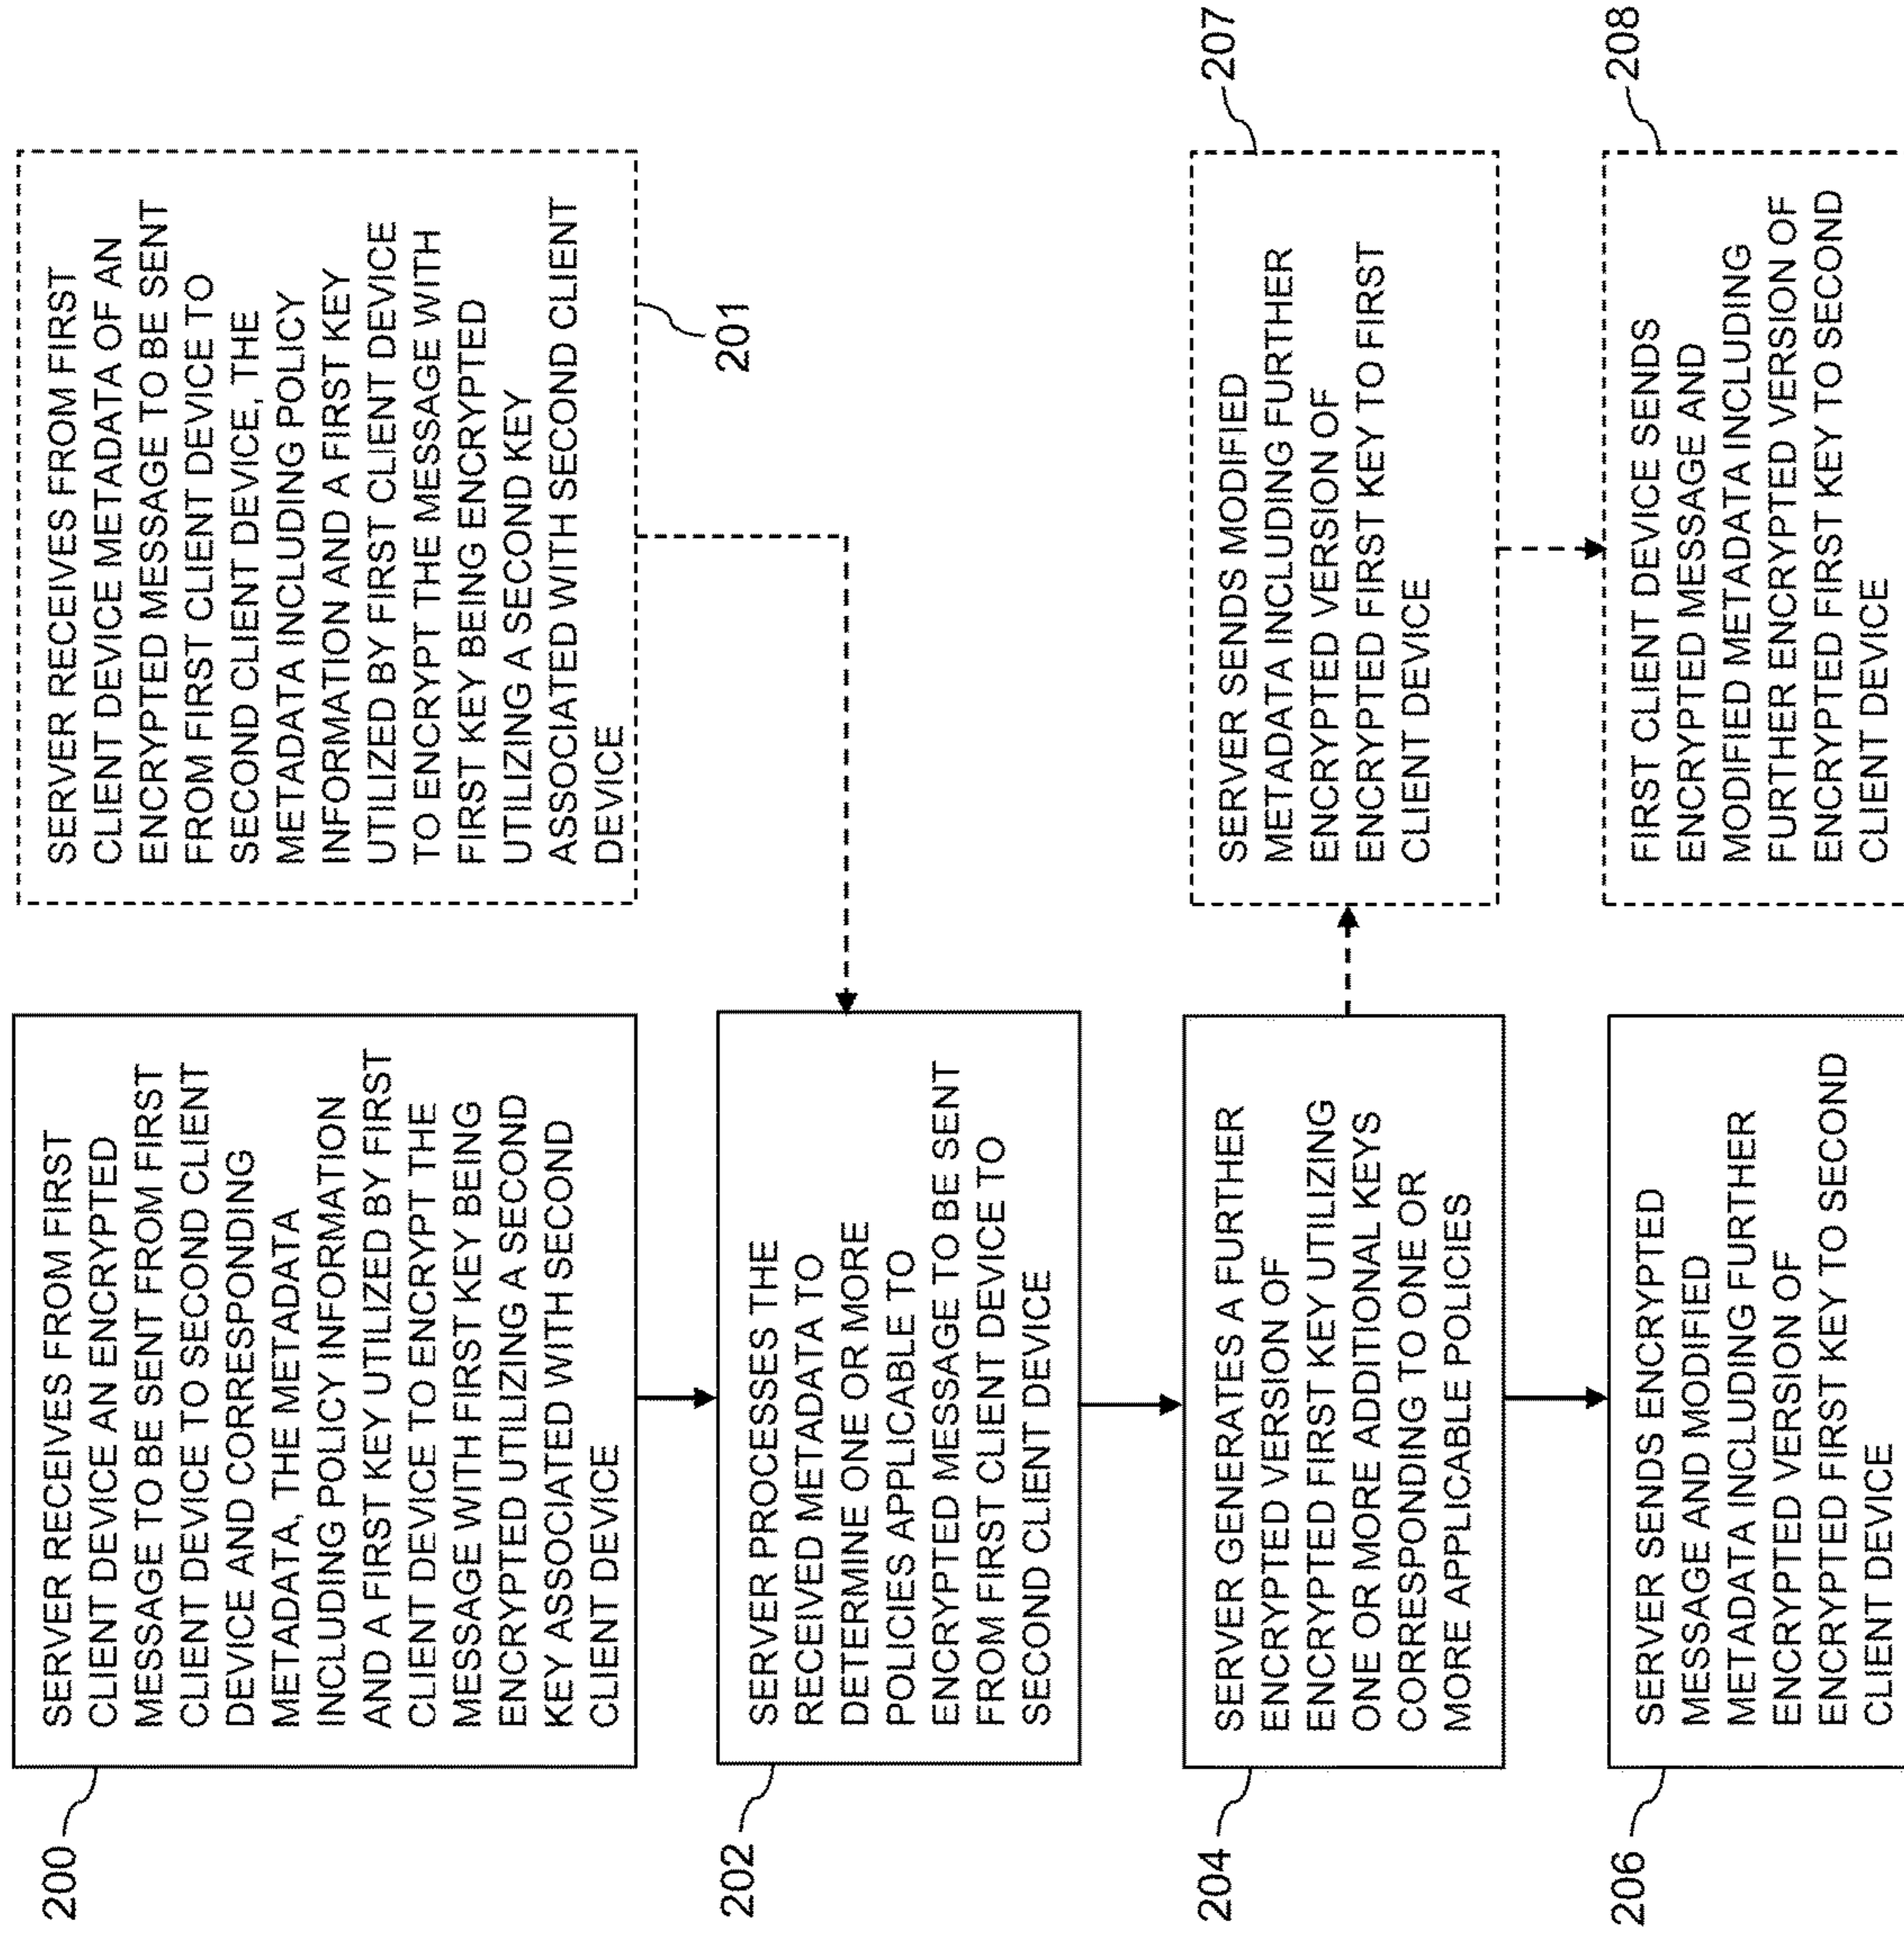 200
SERVER RECEIVES FROM FIRST
CLIENT DEVICE AN ENCRYPTED
MESSAGE TO BE SENT FROM FIRST
CLIENT DEVICE TO SECOND CLIENT
DEVICE AND CORRESPONDING
METADATA, THE METADATA
INCLUDING POLICY INFORMATION
AND A FIRST KEY UTILIZED BY FIRST
CLIENT DEVICE TO ENCRYPT THE
MESSAGE WITH FIRST KEY BEING
ENCRYPTED UTILIZING A SECOND
KEY ASSOCIATED WITH SECOND
CLIENT DEVICE
SERVER RECEIVES FROM FIRST
CLIENT DEVICE METADATA OF AN
ENCRYPTED MESSAGE TO BE SENT
FROM FIRST CLIENT DEVICE TO
SECOND CLIENT DEVICE, THE
METADATA INCLUDING POLICY
INFORMATION AND A FIRST KEY
UTILIZED BY FIRST CLIENT DEVICE
TO ENCRYPT THE MESSAGE WITH
FIRST KEY BEING ENCRYPTED
UTILIZING A SECOND KEY
ASSOCIATED WITH SECOND CLIENT
DEVICE
201
202
SERVER PROCESSES THE
RECEIVED METADATA TO
DETERMINE ONE OR MORE
POLICIES APPLICABLE TO
ENCRYPTED MESSAGE TO BE SENT
FROM FIRST CLIENT DEVICE TO
SECOND CLIENT DEVICE
204
SERVER GENERATES A FURTHER
ENCRYPTED VERSION OF
ENCRYPTED FIRST KEY UTILIZING
ONE OR MORE ADDITIONAL KEYS
CORRESPONDING TO ONE OR
MORE APPLICABLE POLICIES
SERVER SENDS MODIFIED
METADATA INCLUDING FURTHER
ENCRYPTED VERSION OF
ENCRYPTED FIRST KEY TO FIRST
CLIENT DEVICE
207
206
SERVER SENDS ENCRYPTED
MESSAGE AND MODIFIED
METADATA INCLUDING FURTHER
ENCRYPTED VERSION OF
ENCRYPTED FIRST KEY TO SECOND
CLIENT DEVICE
FIRST CLIENT DEVICE SENDS
ENCRYPTED MESSAGE AND
MODIFIED METADATA INCLUDING
FURTHER ENCRYPTED VERSION OF
ENCRYPTED FIRST KEY TO SECOND
CLIENT DEVICE
208